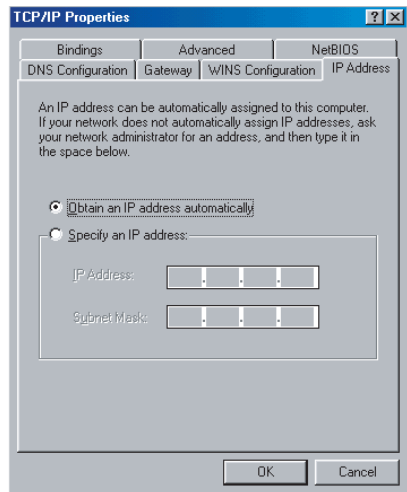 TCP/IP Properties
? X
Bindings Advanced NetBIOS
DNS Configuration Gateway WINS Configuration IP Address
An IP address can be automatically assigned to this computer.
If your network does not automatically assign IP addresses, ask
your network administrator for an address, and then type it in
the space below.
Obtain an IP address automatically
Specify an IP address:
IP Address:
. . .
Subnet Mask:
. . .
OK Cancel